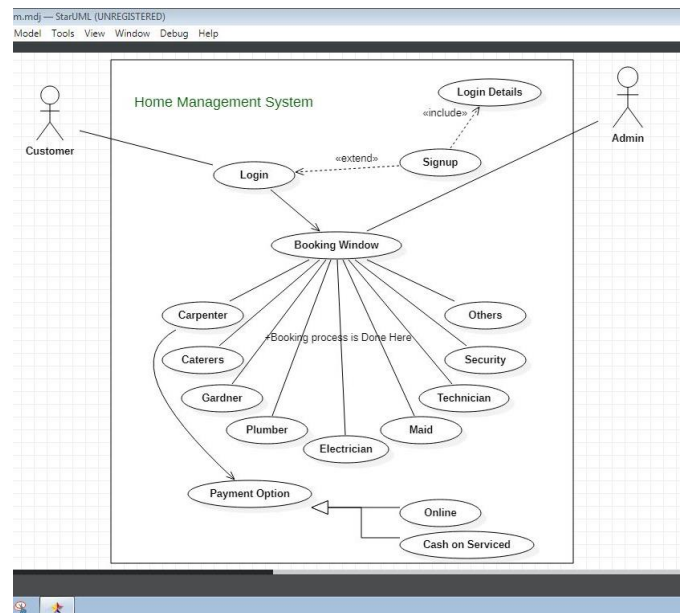 m.mdj — StarUML (UNREGISTERED)
Model Tools View Window Debug Help
Home Management System
Login Details
«include»
Customer
Admin
«extend»
Signup
Login
Booking Window
Carpenter
Others
+Booking process is Done Here
Caterers
Security
Gardner
Technician
Plumber
Maid
Electrician
Payment Option
Online
Cash on Serviced